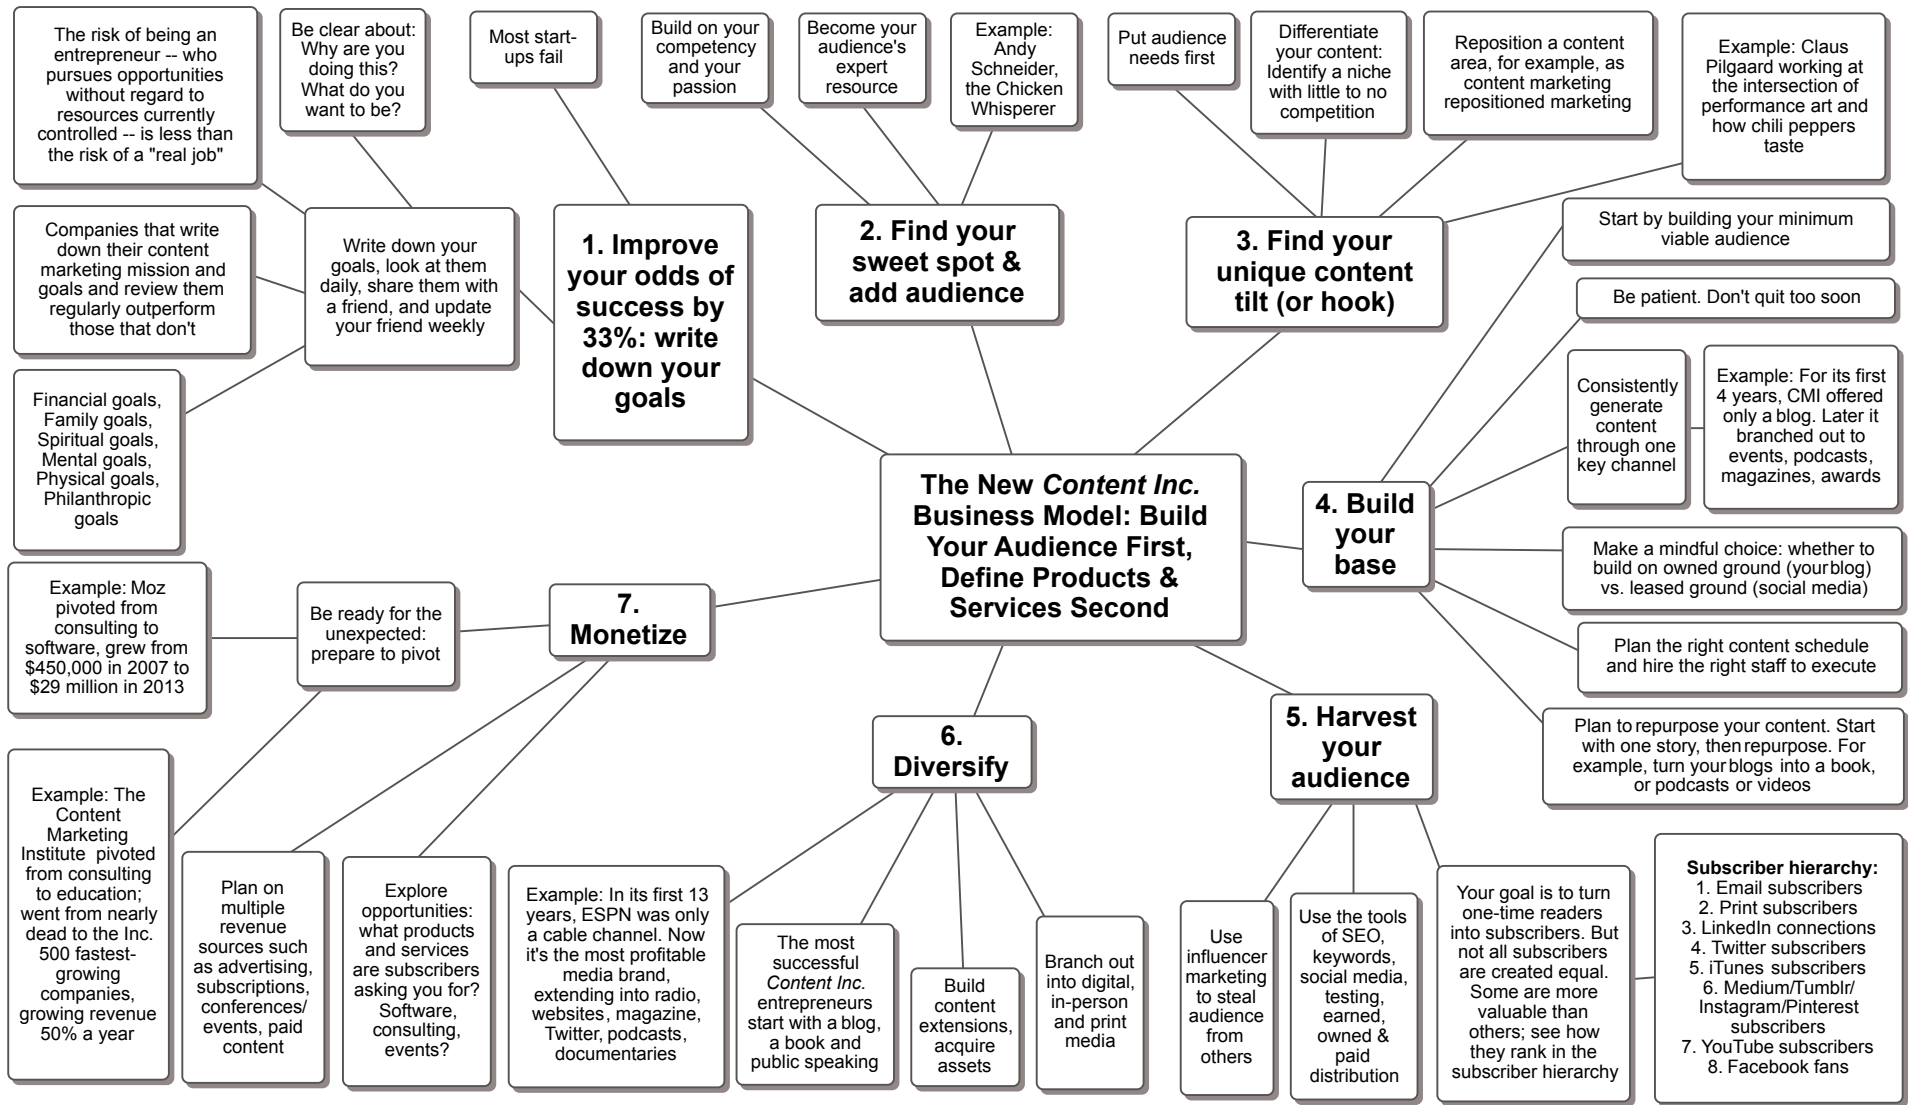 The New Content Inc.
Business Model: Build
Your Audience First,
Define Products &
Services Second
1. Improve
your odds of
success by
33%: write
down your
goals
Most start-
ups fail
Write down your
goals, look at them
daily, share them with
a friend, and update
your friend weekly
Be clear about:
Why are you
doing this?
What do you
want to be?
The risk of being an
entrepreneur -- who
pursues opportunities
without regard to
resources currently
controlled -- is less than
the risk of a "real job"
Companies that write
down their content
marketing mission and
goals and review them
regularly outperform
those that don't
Financial goals,
Family goals,
Spiritual goals,
Mental goals,
Physical goals,
Philanthropic
goals
2. Find your
sweet spot &
add audience
Build on your
competency
and your
passion
Become your
audience's
expert
resource
Example:
Andy
Schneider,
the Chicken
Whisperer
3. Find your
unique content
tilt (or hook)
Put audience
needs first
Differentiate
your content:
Identify a niche
with little to no
competition
Reposition a content
area, for example, as
content marketing
repositioned marketing
Example: Claus
Pilgaard working at
the intersection of
performance art and
how chili peppers
taste
4. Build
your
base
Start by building your minimum
viable audience
Be patient. Don't quit too soon
Consistently
generate
content
through one
key channel
Example: For its first
4 years, CMI offered
only a blog. Later it
branched out to
events, podcasts,
magazines, awards
Make a mindful choice: whether to
build on owned ground (your blog)
vs. leased ground (social media)
Plan the right content schedule
and hire the right staff to execute
Plan to repurpose your content. Start
with one story, then repurpose. For
example, turn your blogs into a book,
or podcasts or videos
5. Harvest
your
audience
Use
influencer
marketing
to steal
audience
from
others
Use the tools
of SEO,
keywords,
social media,
testing,
earned,
owned &
paid
distribution
Your goal is to turn
one-time readers
into subscribers. But
not all subscribers
are created equal.
Some are more
valuable than
others; see how
they rank in the
subscriber hierarchy
Subscriber hierarchy:
1. Email subscribers
2. Print subscribers
3. LinkedIn connections
4. Twitter subscribers
5. iTunes subscribers
6. Medium/Tumblr/
Instagram/Pinterest
subscribers
7. YouTube subscribers
8. Facebook fans
6.
Diversify
Example: In its first 13
years, ESPN was only
a cable channel. Now
it's the most profitable
media brand,
extending into radio,
websites, magazine,
Twitter, podcasts,
documentaries
The most
successful
Content Inc.
entrepreneurs
start with a blog,
a book and
public speaking
Build
content
extensions,
acquire
assets
Branch out
into digital,
in-person
and print
media
7.
Monetize
Be ready for the
unexpected:
prepare to pivot
Example: Moz
pivoted from
consulting to
software, grew from
$450,000 in 2007 to
$29 million in 2013
Example: The
Content
Marketing
Institute pivoted
from consulting
to education;
went from nearly
dead to the Inc.
500 fastest-
growing
companies,
growing revenue
50% a year
Plan on
multiple
revenue
sources such
as advertising,
subscriptions,
conferences/
events, paid
content
Explore
opportunities:
what products
and services
are subscribers
asking you for?
Software,
consulting,
events?